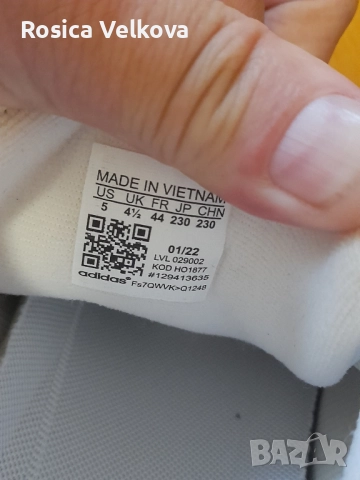 Rosica Velkova
MADE IN VIETNAM
US UK FR JP CHN
5 4½ 44 230 230
01/22
LVL 029002
KOD HO1877
#129413635
adidas Fs7QWVK>Q1248
BAZAR